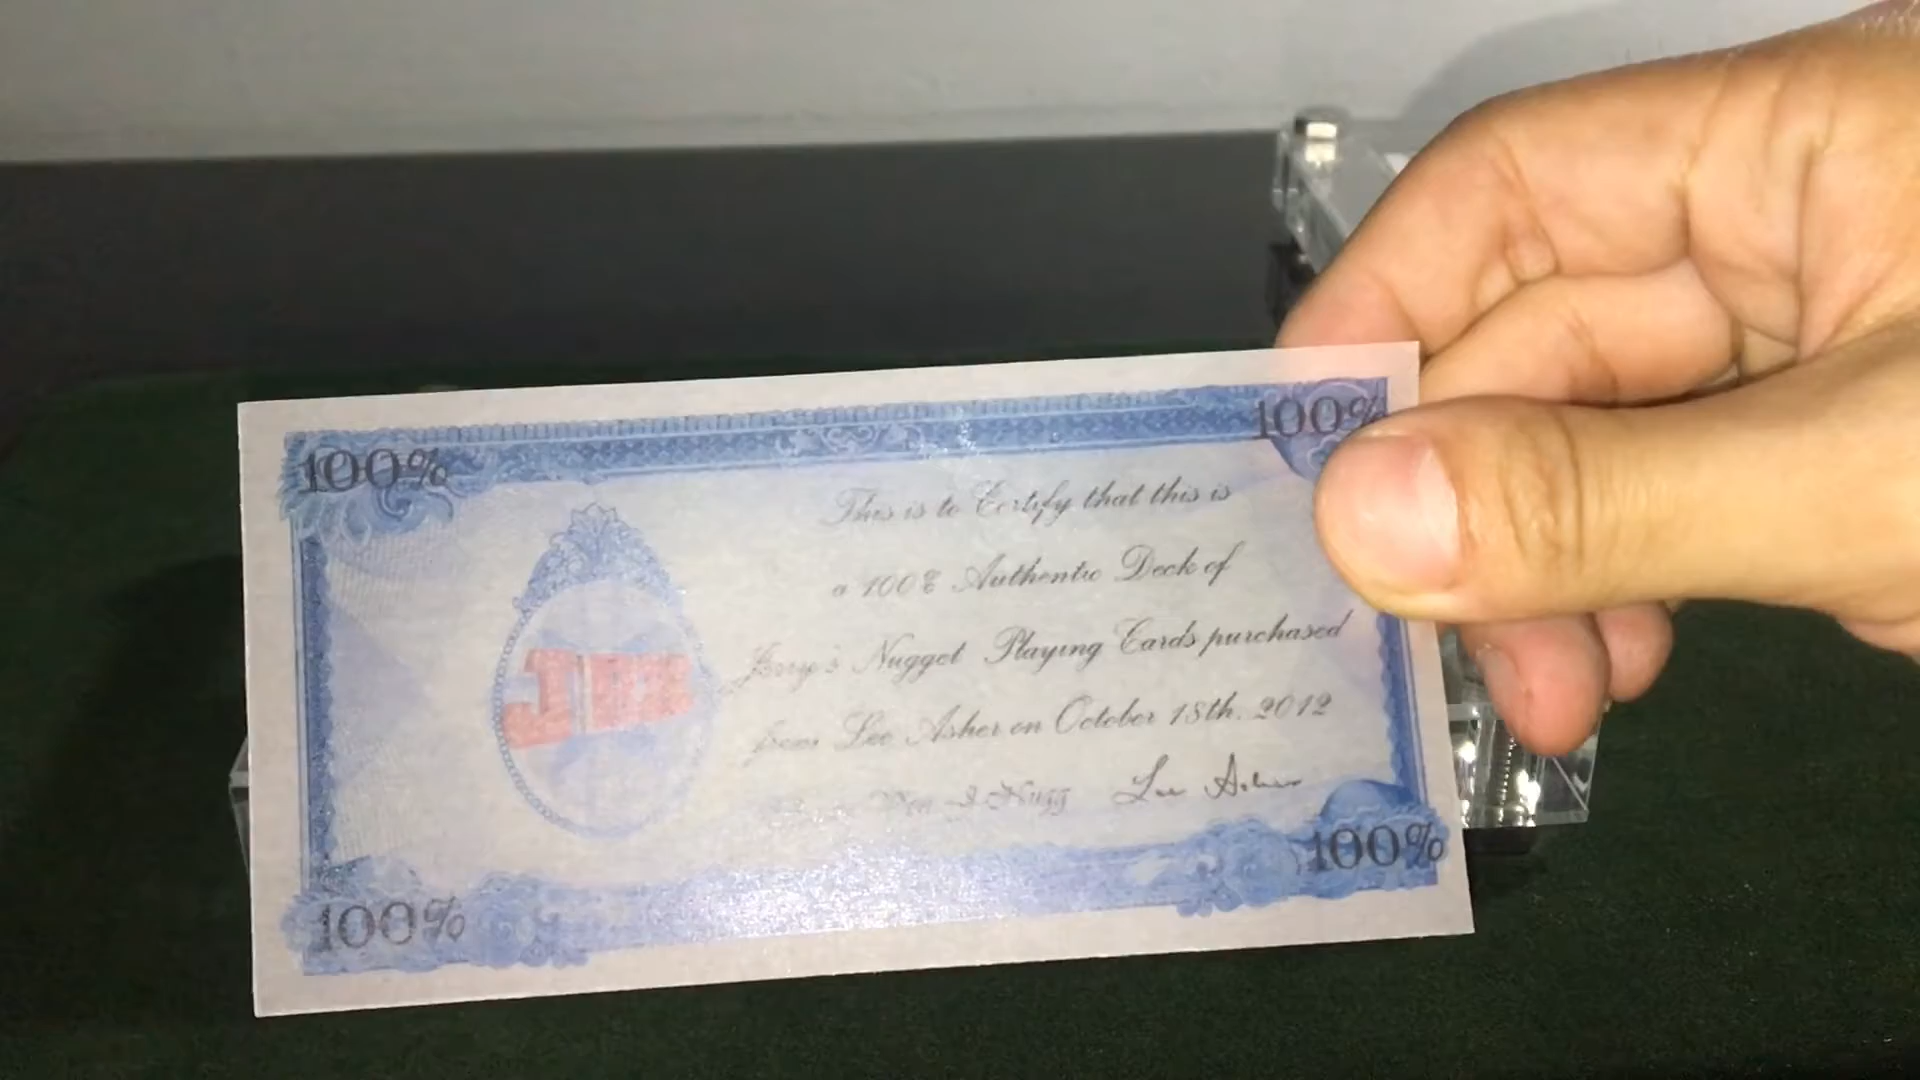 100% 100%
This is to Certify that this is
a 100% Authentic Deck of
Jerry's Nugget Playing Cards purchased
from Lee Asher on October 18th, 2012
Lee Asher
100% 100%